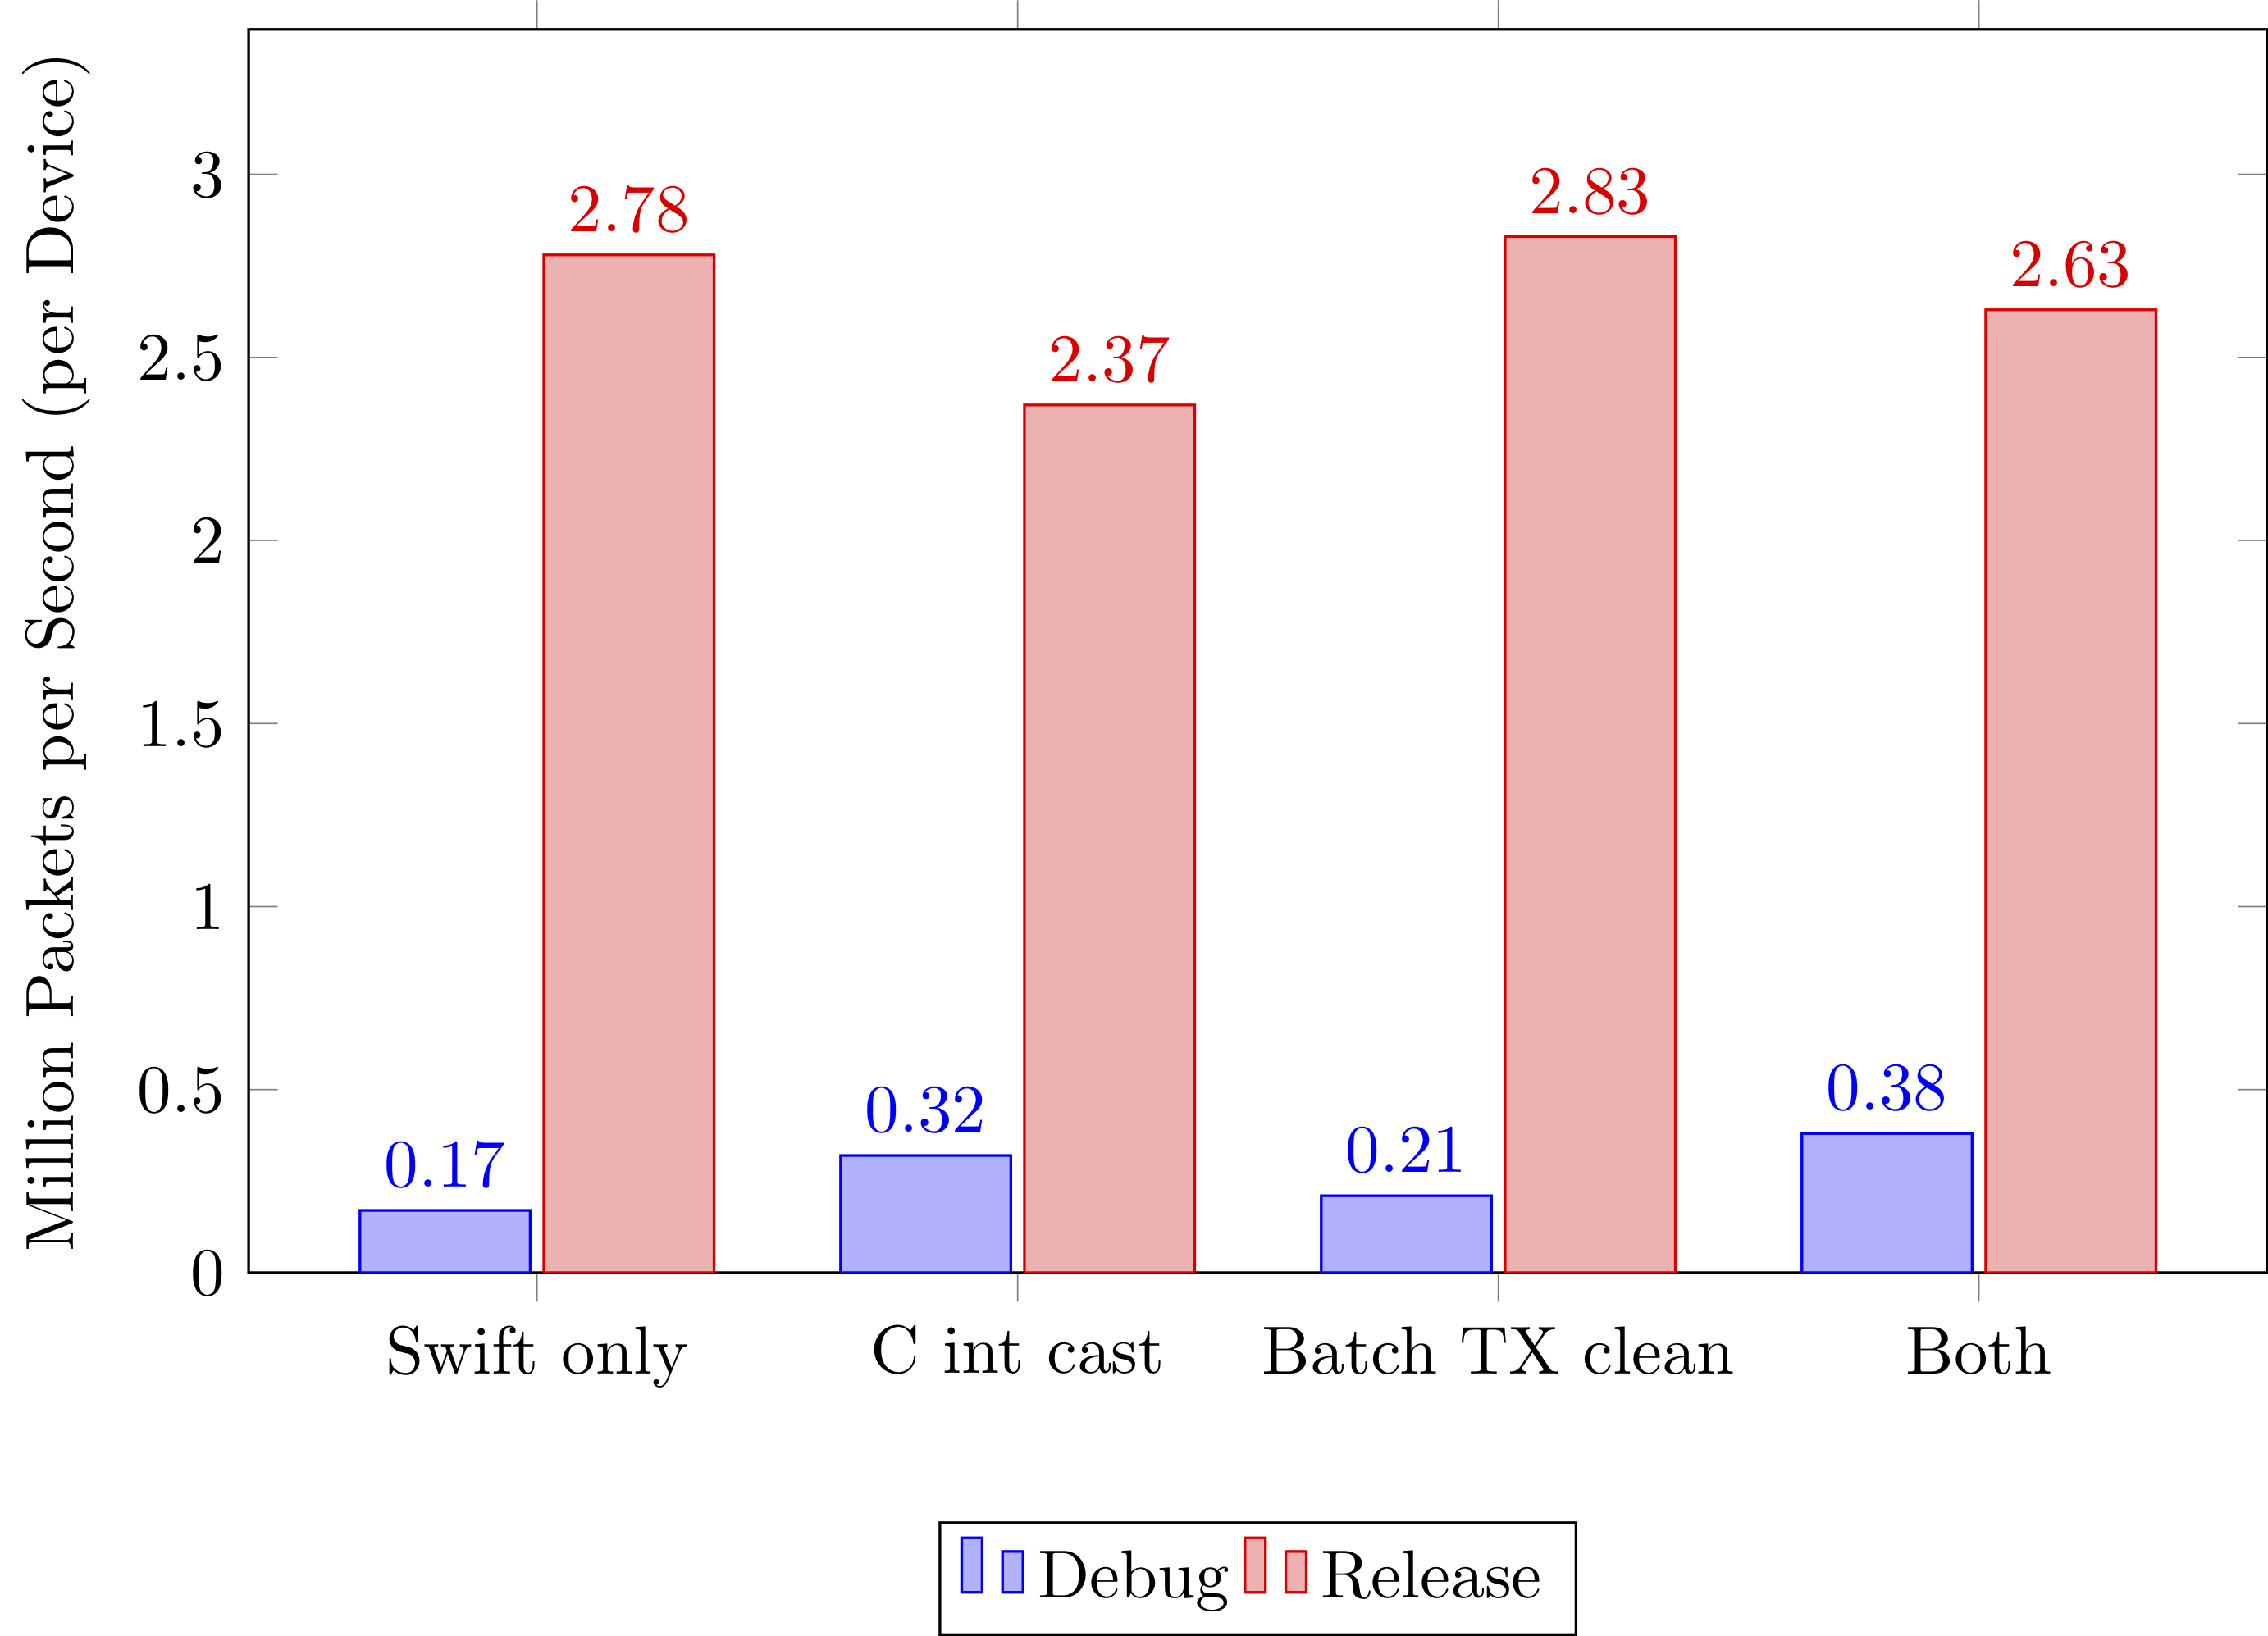 Million Packets per Second (per Device)
3
2.5
2
1.5
1
0.5
0
2.78
2.37
2.83
2.63
0.17
0.32
0.21
0.38
Swift only
C int cast
Batch TX clean
Both
Debug Release